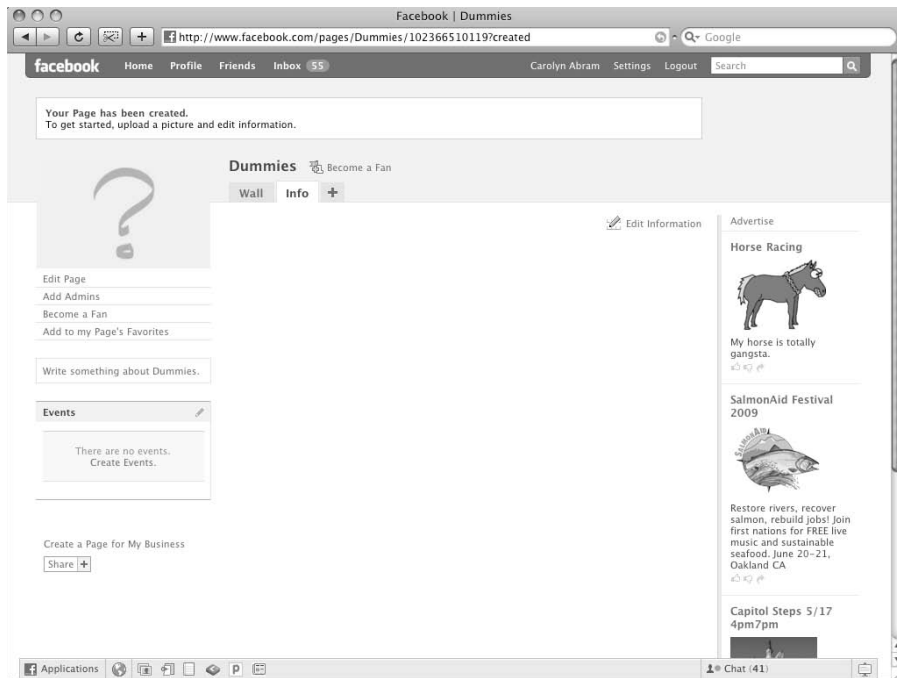 Facebook | Dummies
http://www.facebook.com/pages/Dummies/102366510119?created
Google
facebook Home Profile Friends Inbox 55 Carolyn Abram Settings Logout Search
Your Page has been created.
To get started, upload a picture and edit information.
Dummies Become a Fan
Wall Info +
Edit Information
Edit Page
Add Admins
Become a Fan
Add to my Page's Favorites
Write something about Dummies.
Events
There are no events.
Create Events.
Create a Page for My Business
Share +
Advertise
Horse Racing
My horse is totally
gangsta.
SalmonAid Festival
2009
SalmonAid
Restore rivers, recover
salmon, rebuild jobs! Join
first nations for FREE live
music and sustainable
seafood. June 20-21,
Oakland CA
Capitol Steps 5/17
4pm7pm
Applications
Chat (41)